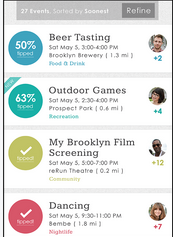 27 Events, Sorted by Soonest
Refine
50%
tipped
Beer Tasting
Sat May 5, 3:00-4:00 PM
Brooklyn Brewery ( 1.3 mi )
Food & Drink
+2
63%
tipped
Outdoor Games
Sat May 5, 2:30-4:00 PM
Prospect Park ( 0.6 mi )
Recreation
+4
TIPPED!
My Brooklyn Film
Screening
Sat May 5, 5:00-7:00 PM
reRun Theatre ( 0.2 mi )
Community
+12
TIPPED!
Dancing
Sat May 5, 9:30-11:00 PM
Bembe ( 1.8 mi )
Nightlife
+7